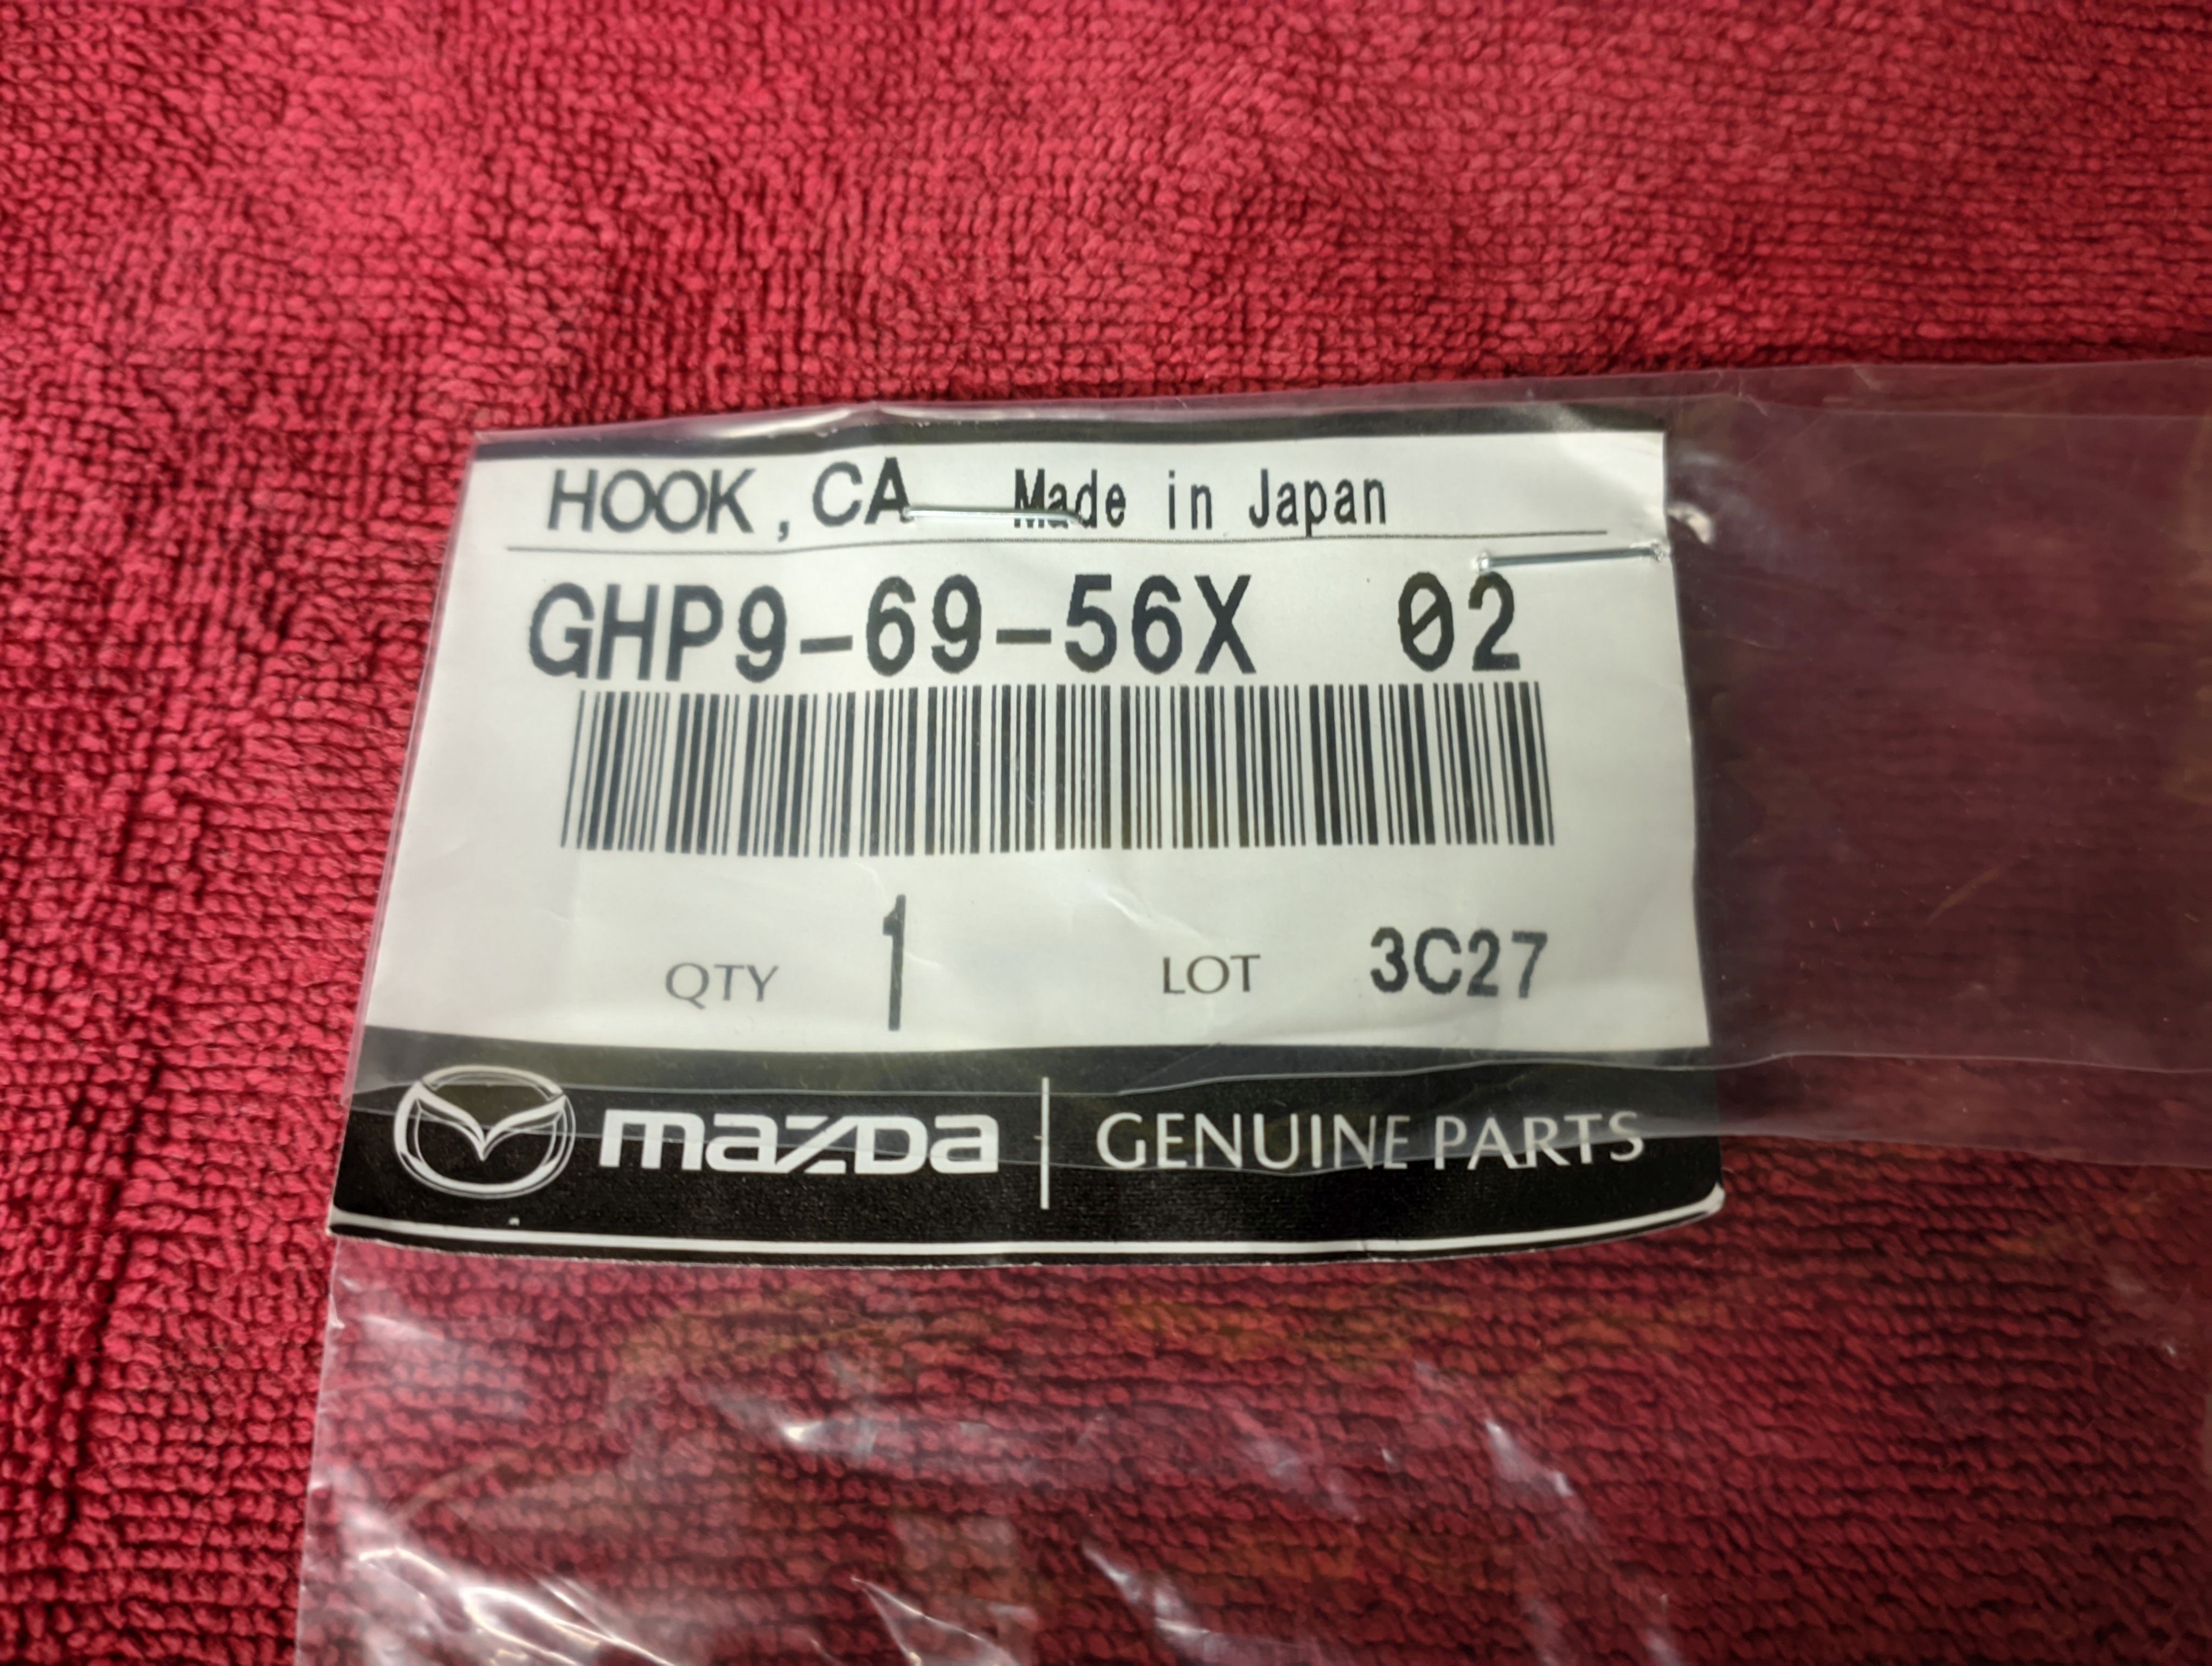 HOOK, CA Made in Japan
GHP9-69-56X 02
QTY 1 LOT 3C27
mazda GENUINE PARTS